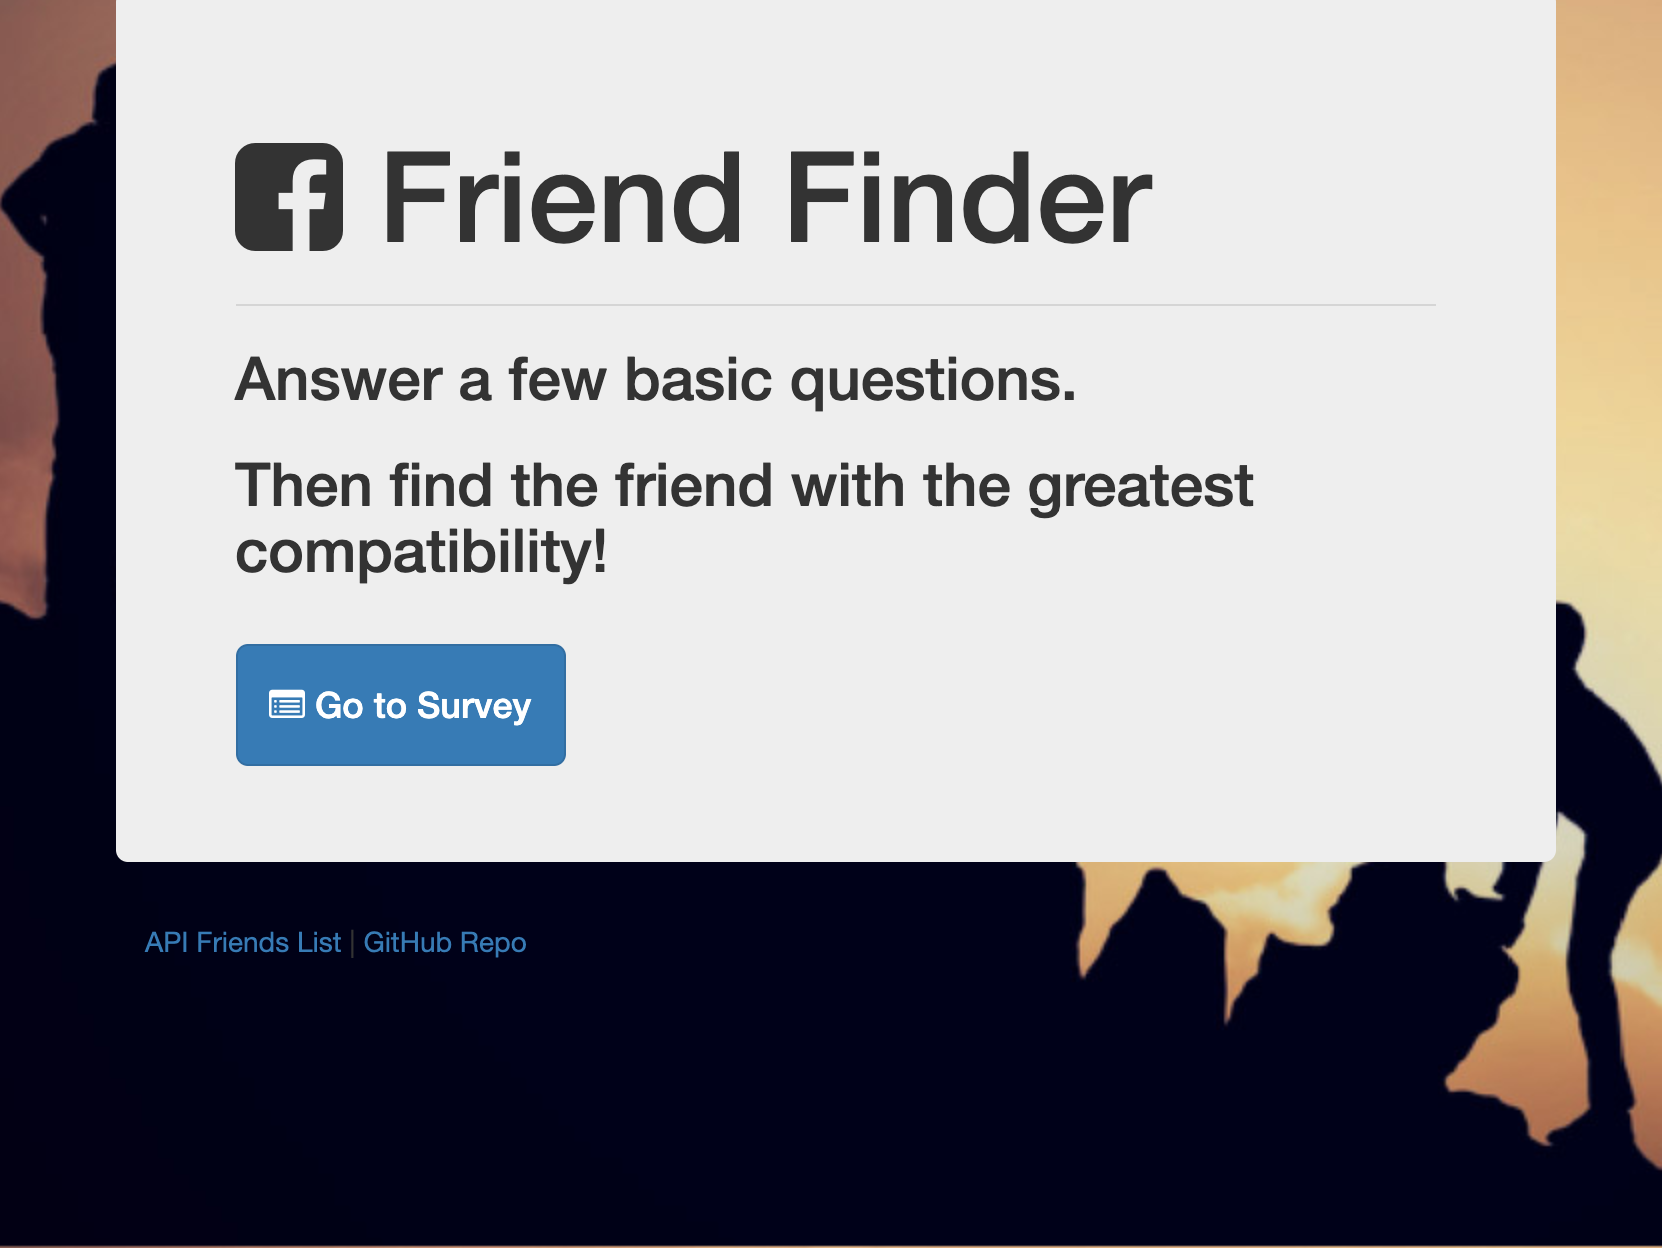 Friend Finder
Answer a few basic questions.
Then find the friend with the greatest
compatibility!
Go to Survey
API Friends List | GitHub Repo